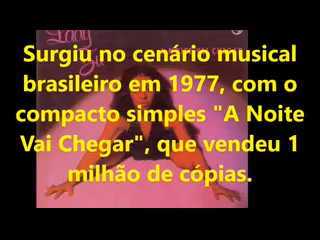 Lady
Surgiu no cenário musical
brasileiro em 1977, com o
compacto simples "A Noite
Vai Chegar", que vendeu 1
milhão de cópias.